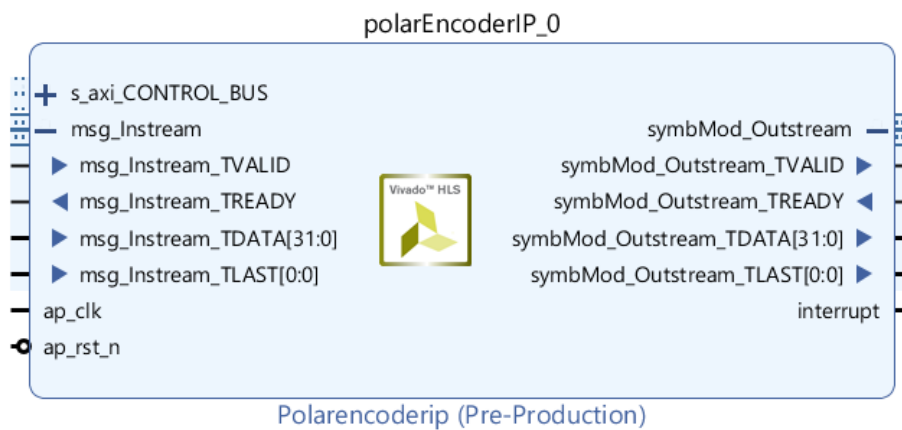 polarEncoderIP_0
s_axi_CONTROL_BUS
msg_Instream
symbMod_Outstream
msg_Instream_TVALID
symbMod_Outstream_TVALID
msg_Instream_TREADY
symbMod_Outstream_TREADY
Vivado™ HLS
msg_Instream_TDATA[31:0]
symbMod_Outstream_TDATA[31:0]
msg_Instream_TLAST[0:0]
symbMod_Outstream_TLAST[0:0]
ap_clk
interrupt
ap_rst_n
Polarencoderip (Pre-Production)